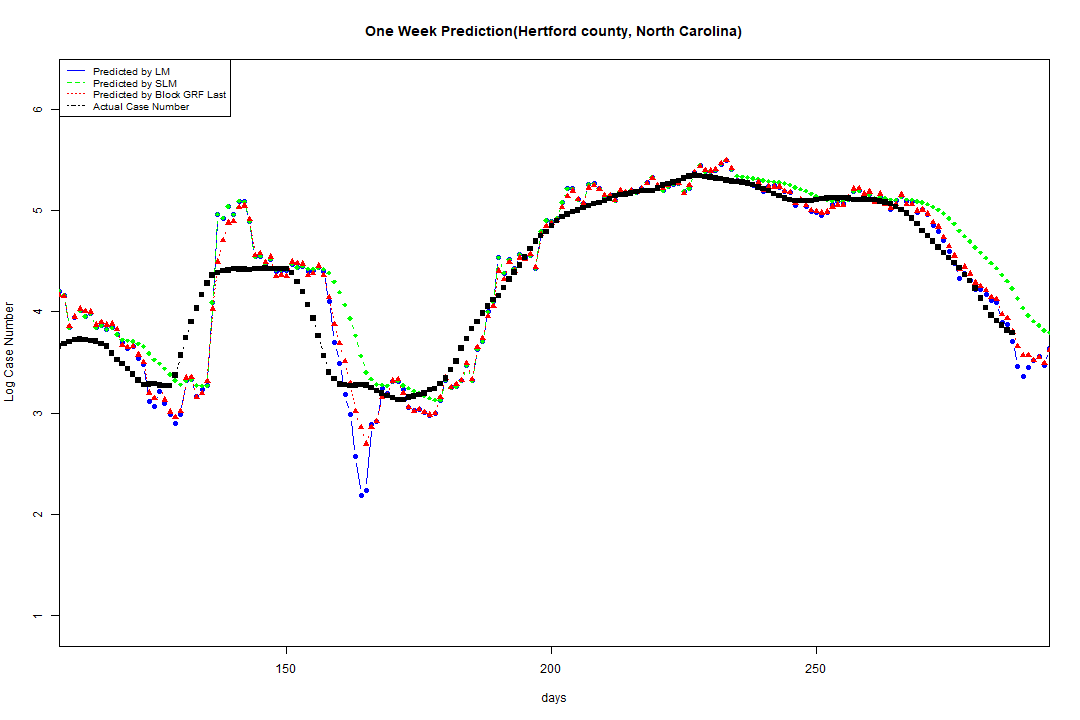 One Week Prediction(Hertford county, North Carolina)
Predicted by LM
Predicted by SLM
Predicted by Block GRF Last
Actual Case Number
6
5
4
3
2
1
Log Case Number
150
200
250
days